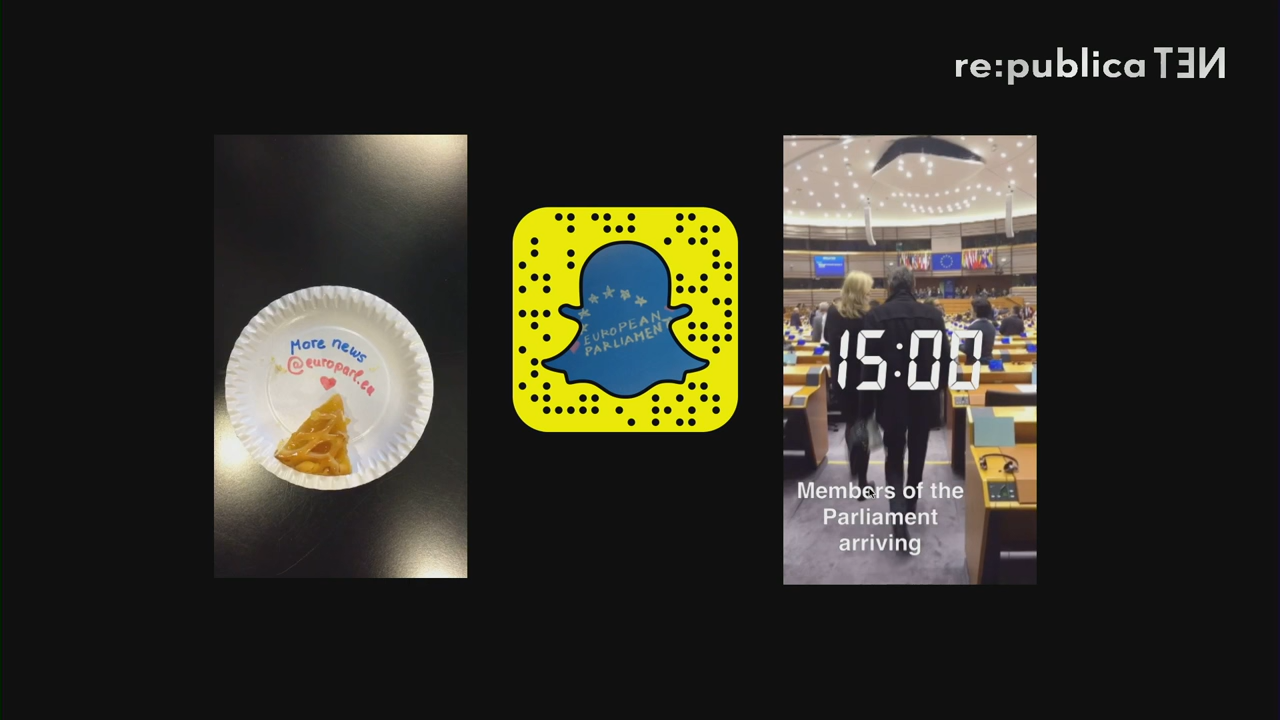 re:publica TEN
More news
@europarl.eu
EUROPEAN
PARLIAMENT
15:00
Members of the
Parliament
arriving